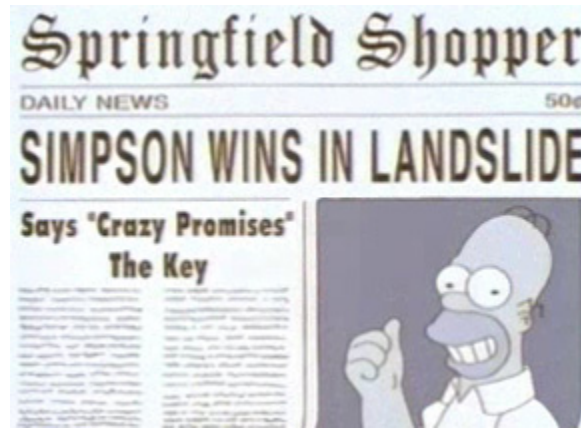 Springfield Shopper
DAILY NEWS 50¢
SIMPSON WINS IN LANDSLIDE
Says "Crazy Promises"
The Key